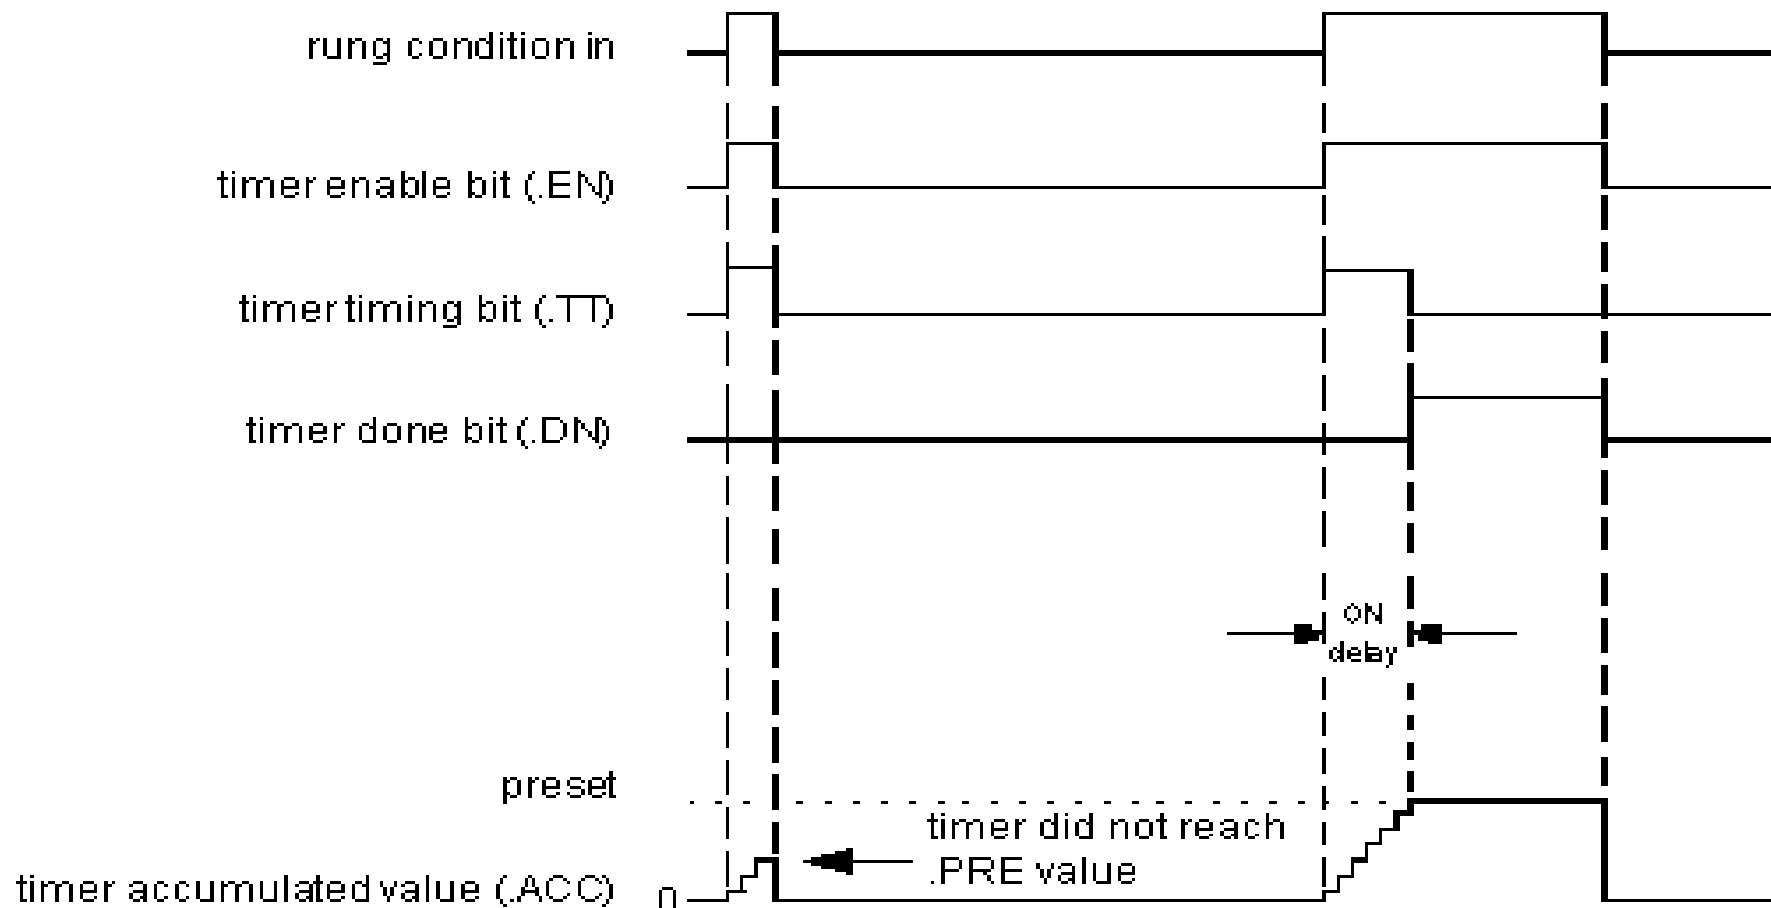 rung condition in
timer enable bit (.EN)
timer timing bit (.TT)
timer done bit (.DN)
ON
delay
preset
timer did not reach
.PRE value
timer accumulated value (.ACC)
0